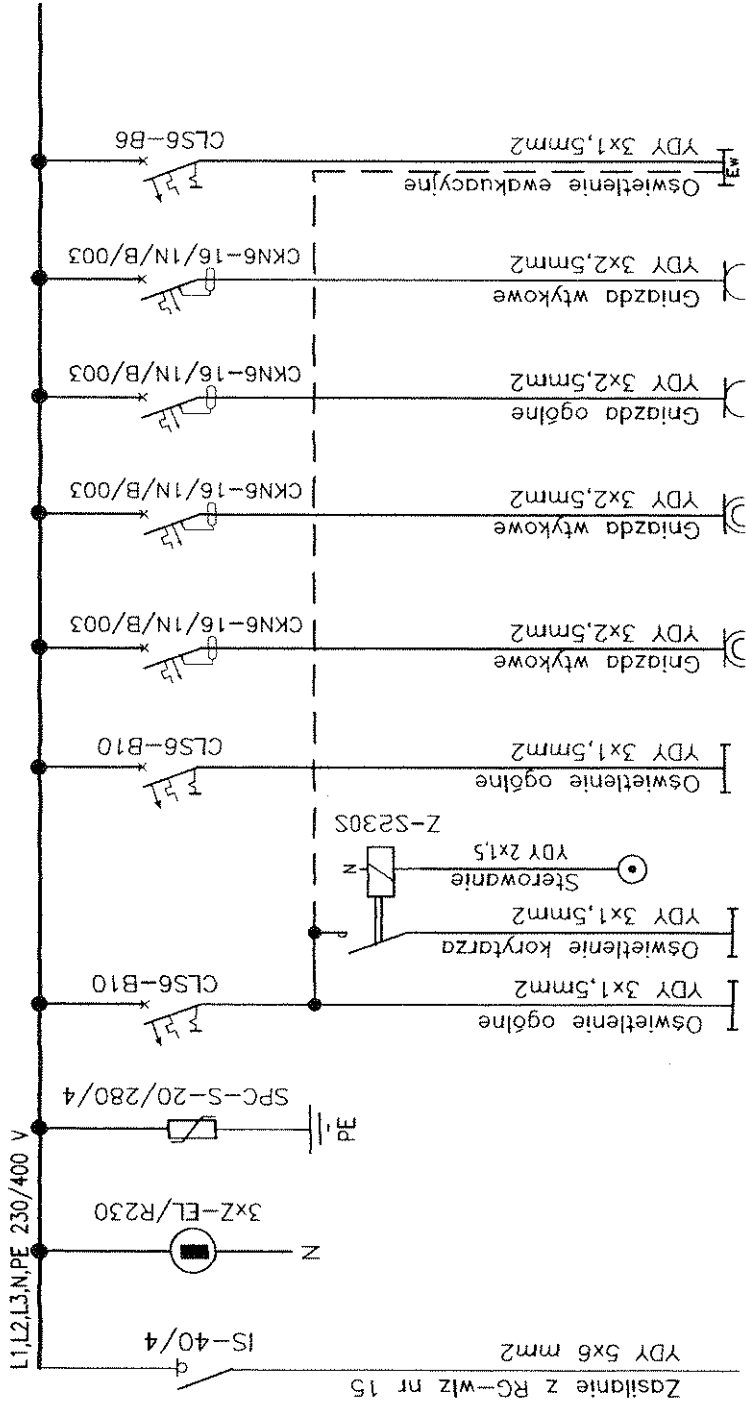 L1,L2,L3,N,PE 230/400 V
IS-40/4
Zasilanie z RG-wlz nr 15
YDY 5x6 mm2
3xZ-EL/R230
N
SPC-S-20/280/4
PE
CLS6-B10
Oświetlenie ogólne
YDY 3x1,5mm2
Oświetlenie korytarza
YDY 3x1,5mm2
Z-S230S
N
Sterowanie
YDY 2x1,5
CLS6-B10
Oświetlenie ogólne
YDY 3x1,5mm2
CKN6-16/1N/B/003
Gniazda wtykowe
YDY 3x2,5mm2
CKN6-16/1N/B/003
Gniazda wtykowe
YDY 3x2,5mm2
CKN6-16/1N/B/003
Gniazda ogólne
YDY 3x2,5mm2
CKN6-16/1N/B/003
Gniazda wtykowe
YDY 3x2,5mm2
CLS6-B6
Oświetlenie ewakuacyjne
YDY 3x1,5mm2
Ew